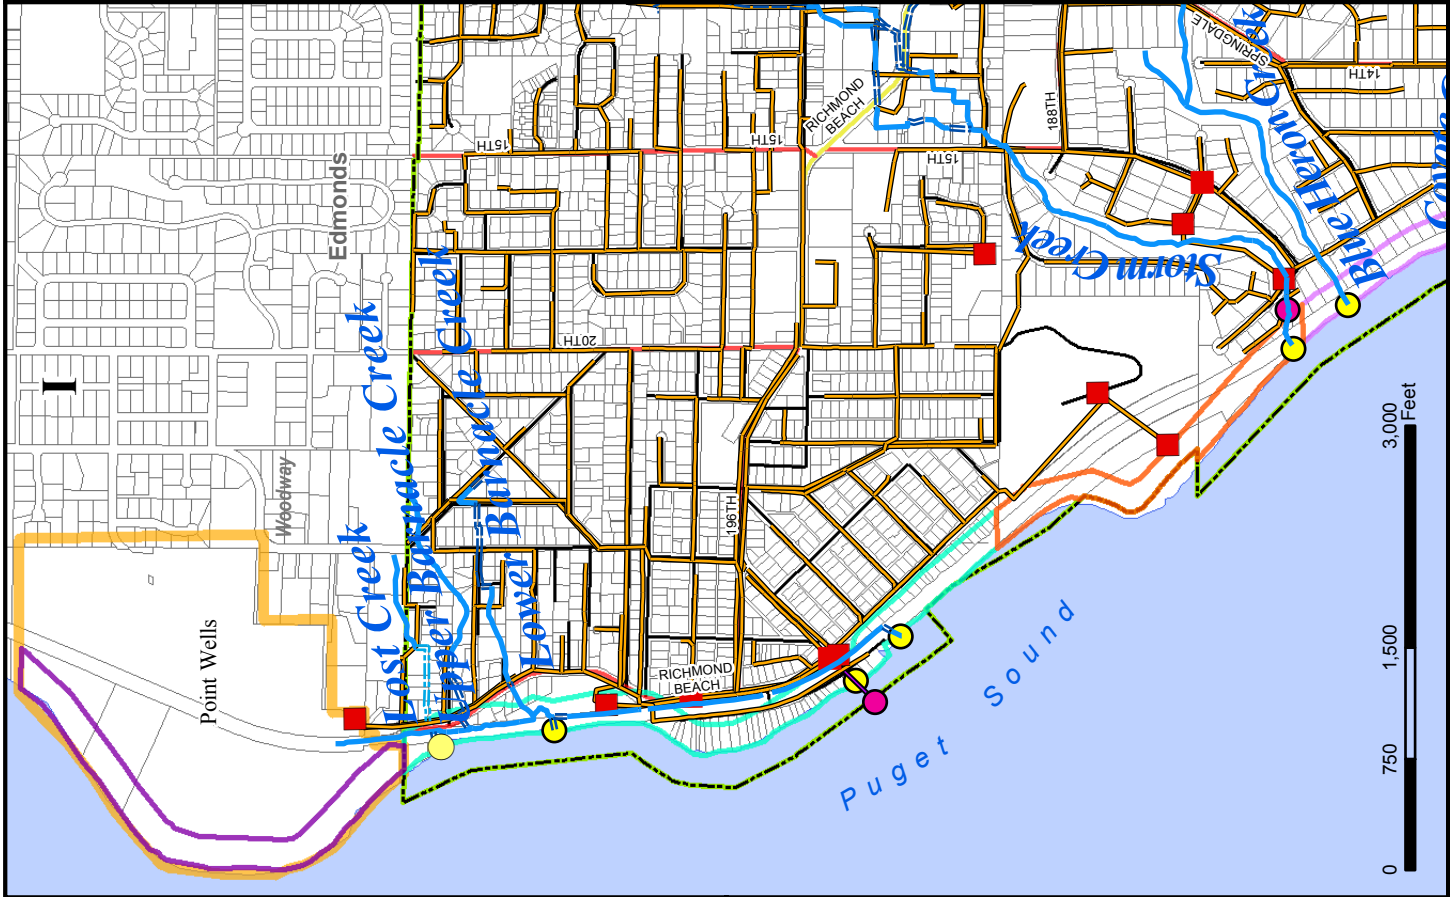 Edmonds
Woodway
I
Point Wells
Lost Creek
Upper Barnacle Creek
Lower Barnacle Creek
Storm Creek
Blue Heron Creek
15TH
15TH
15TH
20TH
196TH
188TH
14TH
SPRINGDALE
RICHMOND
BEACH
RICHMOND
BEACH
Puget Sound
0 750 1,500 3,000
Feet